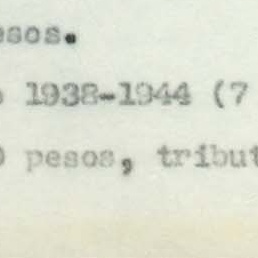 esos.
1938-1944 (7
pesos, tribut